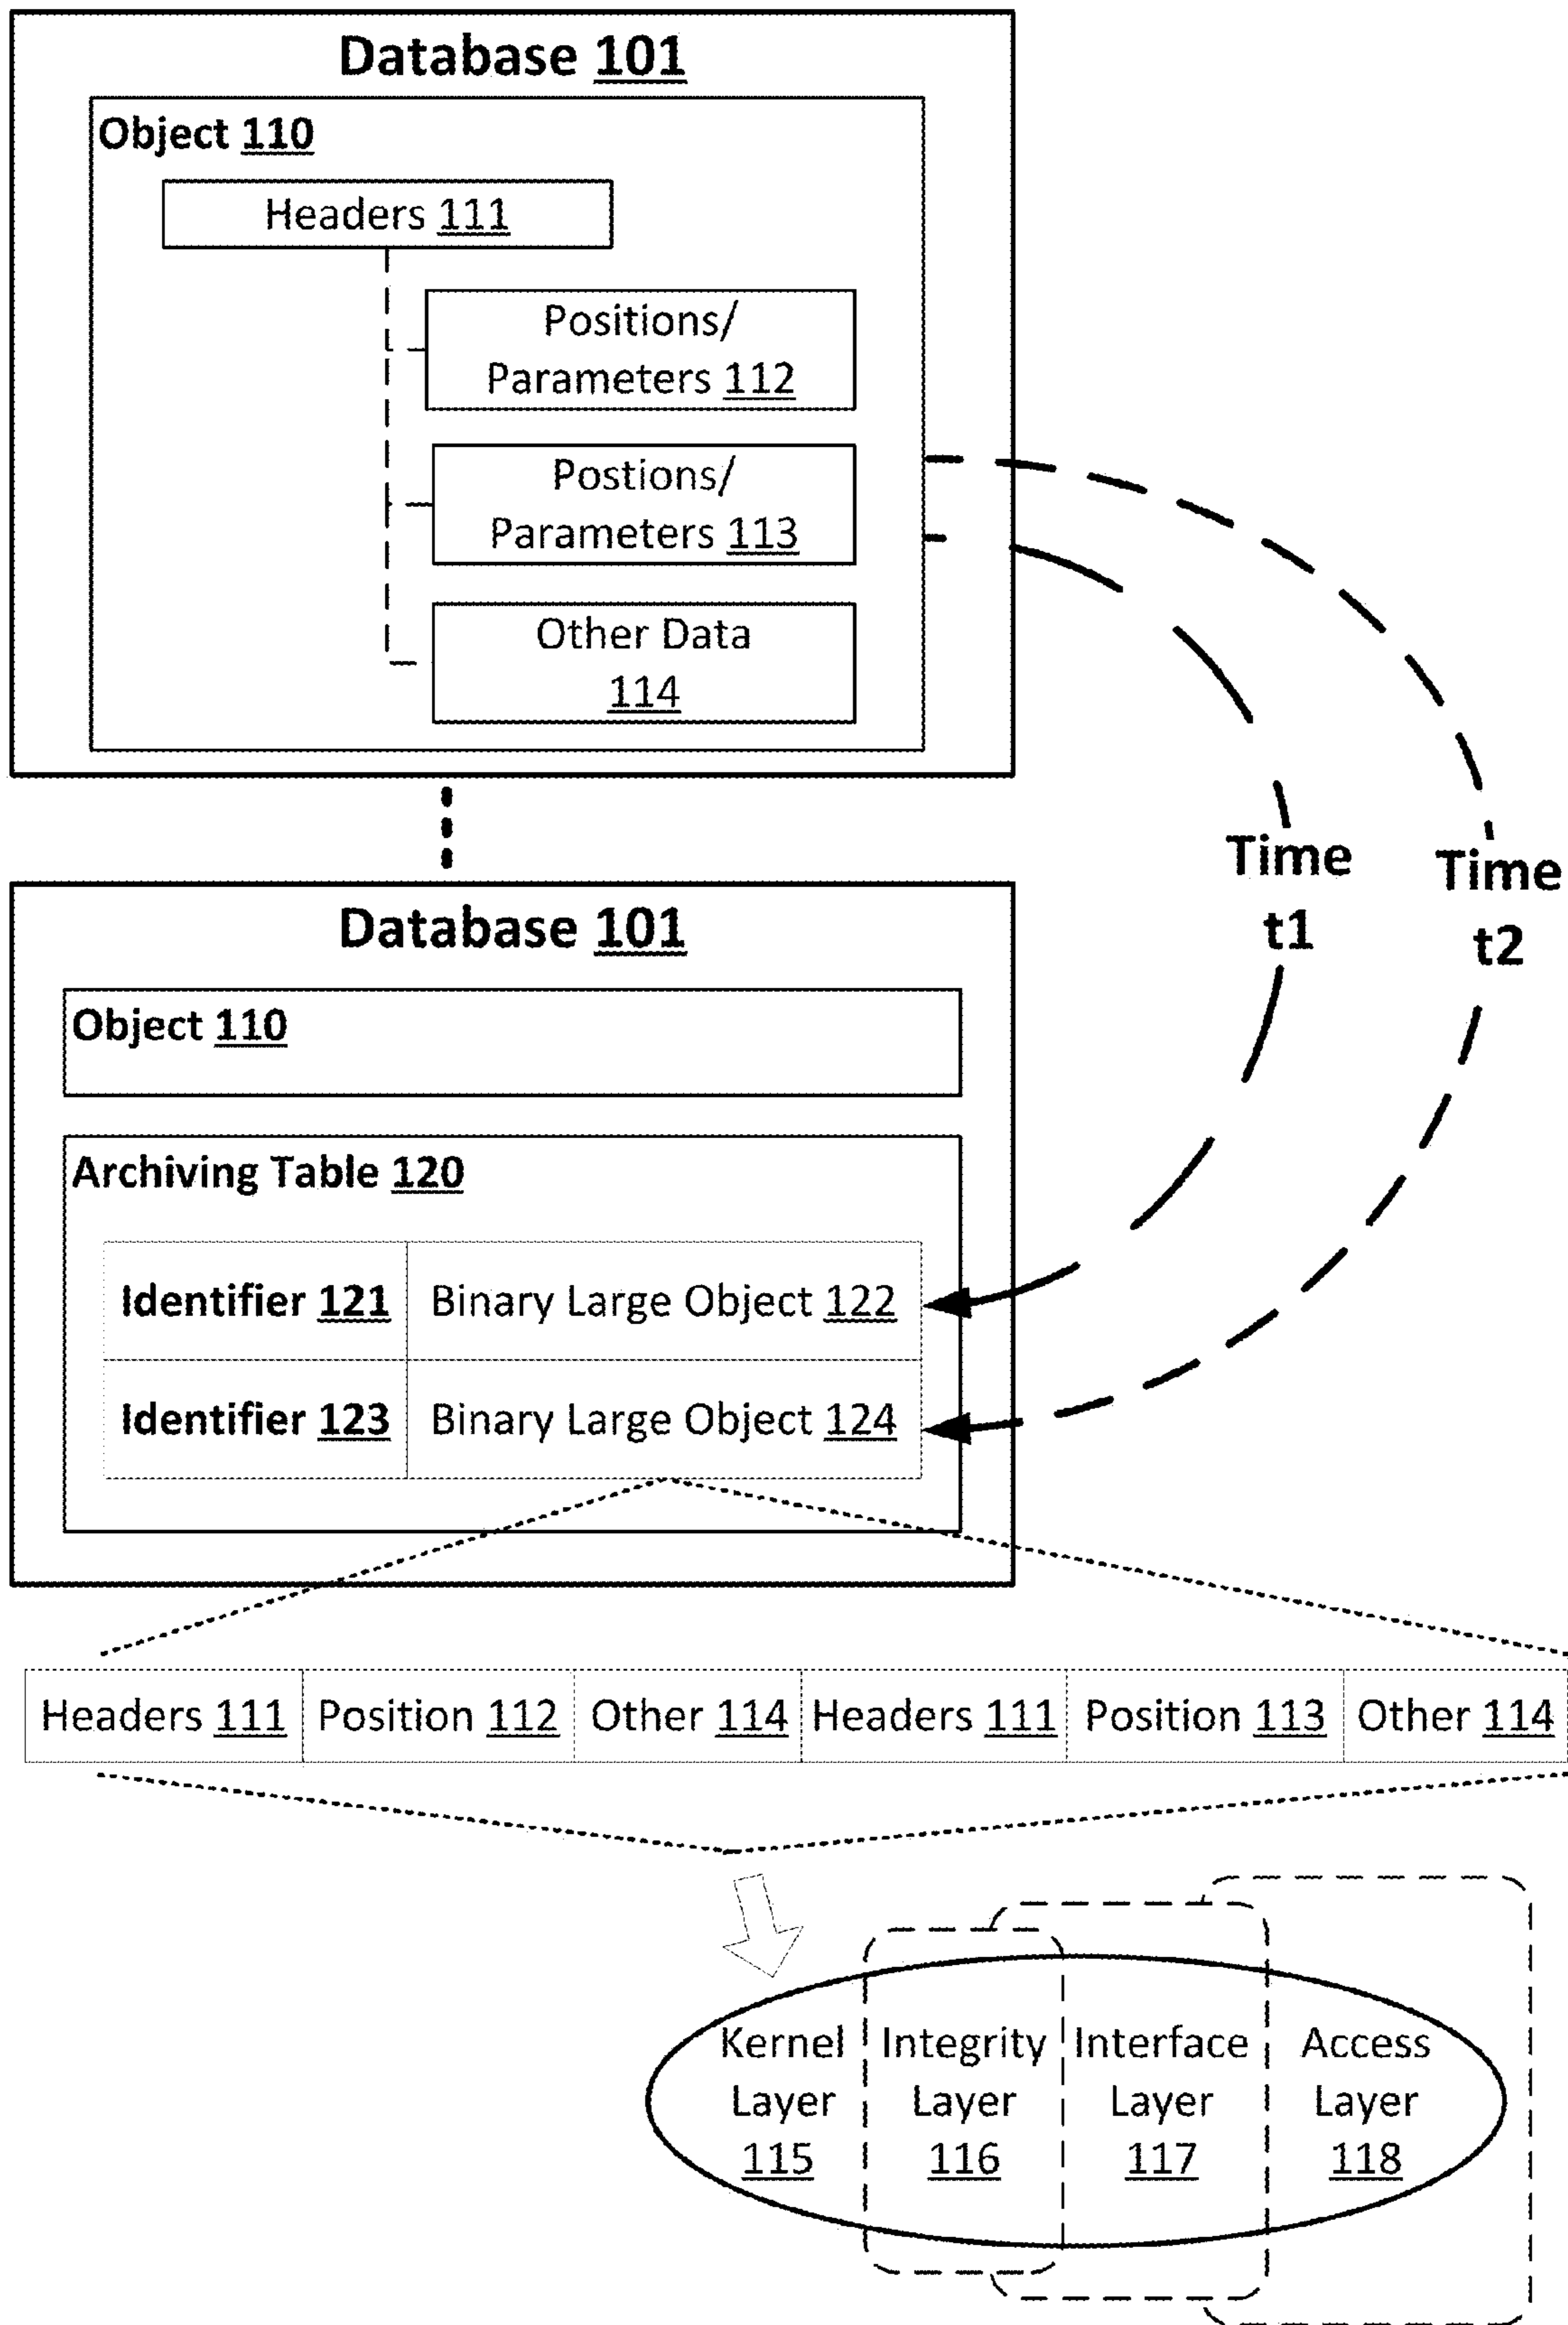 Database 101
Object 110
Headers 111
Positions/
Parameters 112
Postions/
Parameters 113
Other Data
114
Time
t1
Time
t2
Database 101
Object 110
Archiving Table 120
Identifier 121 Binary Large Object 122
Identifier 123 Binary Large Object 124
Headers 111 Position 112 Other 114 Headers 111 Position 113 Other 114
Kernel
Layer
115
Integrity
Layer
116
Interface
Layer
117
Access
Layer
118